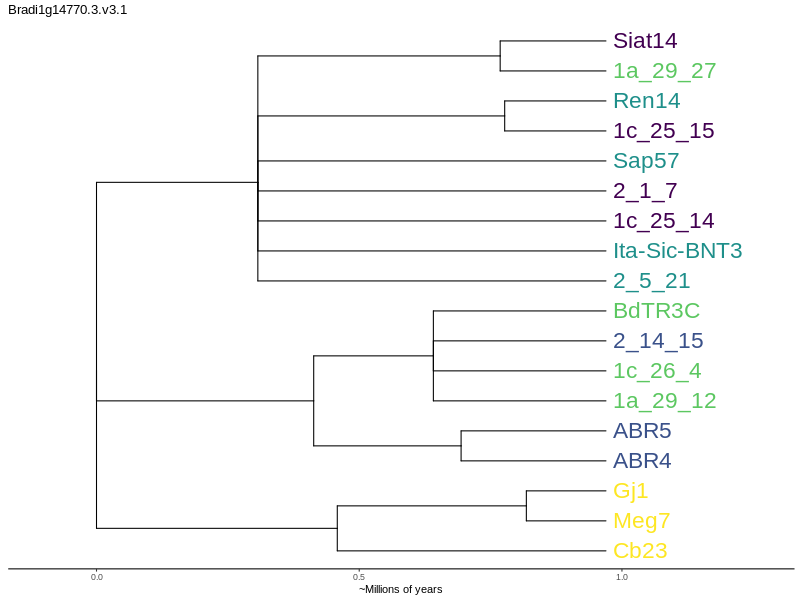 Bradi1g14770.3.v3.1
Siat14
1a_29_27
Ren14
1c_25_15
Sap57
2_1_7
1c_25_14
Ita-Sic-BNT3
2_5_21
BdTR3C
2_14_15
1c_26_4
1a_29_12
ABR5
ABR4
Gj1
Meg7
Cb23
0.0 0.5 1.0
~Millions of years